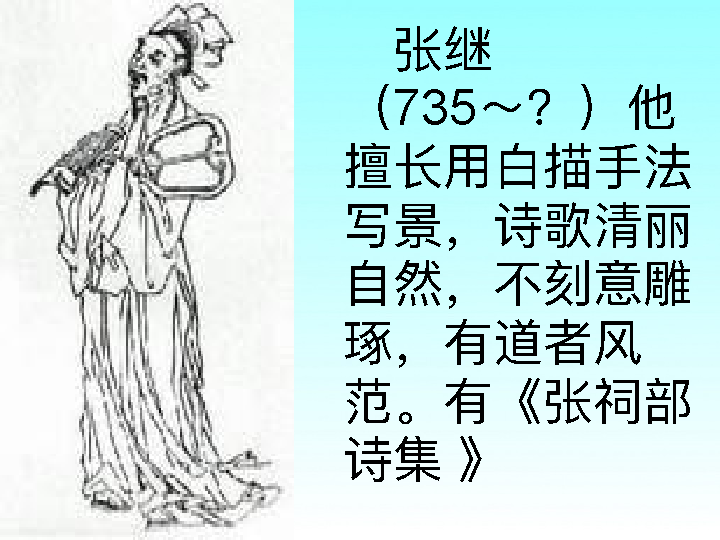 张继
（735～？）他
擅长用白描手法
写景，诗歌清丽
自然，不刻意雕
琢，有道者风
范。有《张祠部
诗集 》